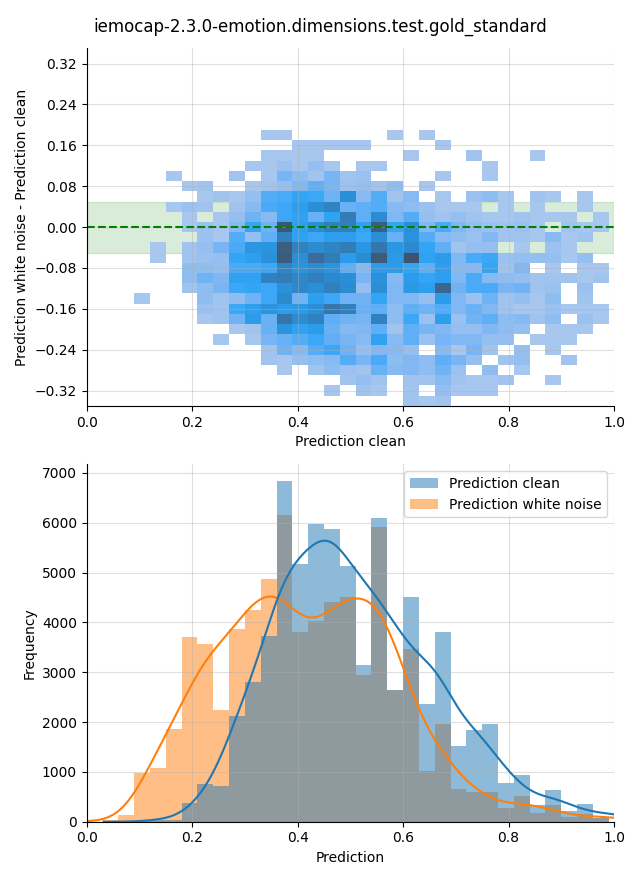 iemocap-2.3.0-emotion.dimensions.test.gold_standard
Prediction white noise - Prediction clean
0.32
0.24
0.16
0.08
0.00
−0.08
−0.16
−0.24
−0.32
0.0 0.2 0.4 0.6 0.8 1.0
Prediction clean
Frequency
7000
6000
5000
4000
3000
2000
1000
0
Prediction clean
Prediction white noise
0.0 0.2 0.4 0.6 0.8 1.0
Prediction